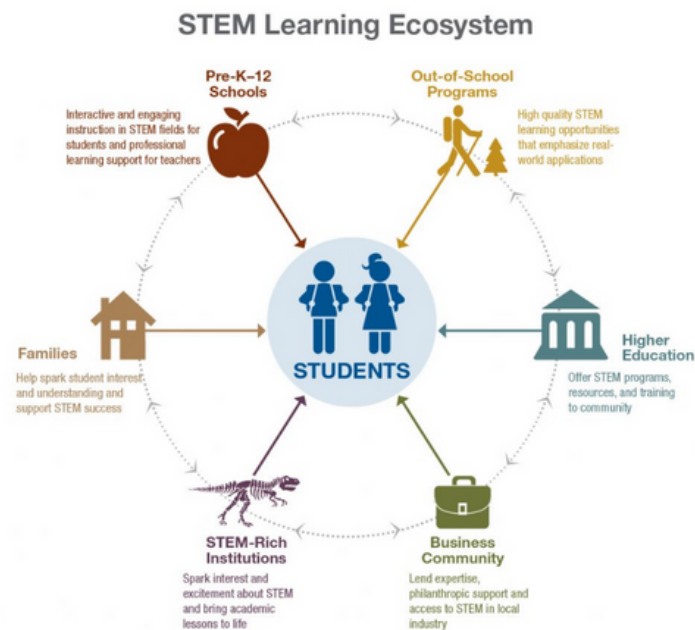 STEM Learning Ecosystem
Pre-K–12
Schools
Interactive and engaging
instruction in STEM fields for
students and professional
learning support for teachers
Out-of-School
Programs
High quality STEM
learning opportunities
that emphasize real-
world applications
Families
Help spark student interest
and understanding and
support STEM success
STUDENTS
Higher
Education
Offer STEM programs,
resources, and training
to community
STEM-Rich
Institutions
Spark interest and
excitement about STEM
and bring academic
lessons to life
Business
Community
Lend expertise,
philanthropic support and
access to STEM in local
industry